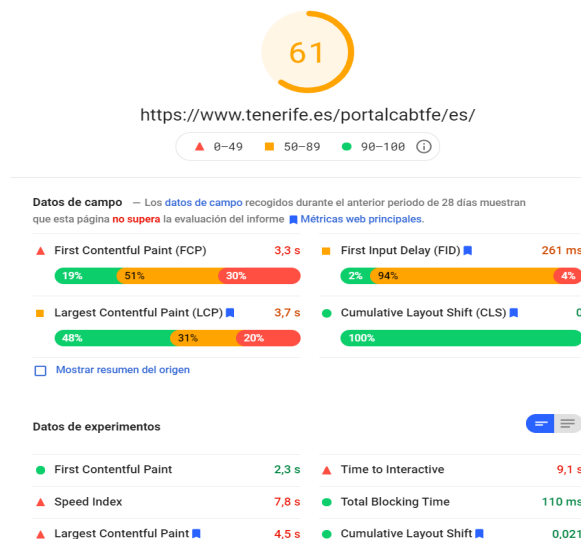 61
https://www.tenerife.es/portalcabtfe/es/
0–49 50–89 90–100
Datos de campo — Los datos de campo recogidos durante el anterior periodo de 28 días muestran
que esta página no supera la evaluación del informe Métricas web principales.
First Contentful Paint (FCP) 3,3 s First Input Delay (FID) 261 ms
19% 51% 30% 2% 94% 4%
Largest Contentful Paint (LCP) 3,7 s Cumulative Layout Shift (CLS) 0
48% 31% 20% 100%
Mostrar resumen del origen
Datos de experimentos
First Contentful Paint 2,3 s Time to Interactive 9,1 s
Speed Index 7,8 s Total Blocking Time 110 ms
Largest Contentful Paint 4,5 s Cumulative Layout Shift 0,021